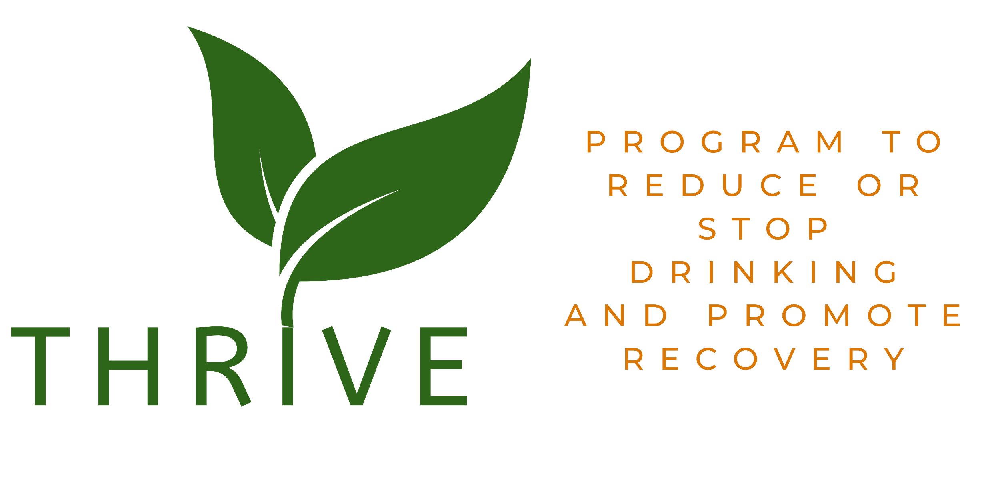 THRIVE
PROGRAM TO
REDUCE OR
STOP
DRINKING
AND PROMOTE
RECOVERY